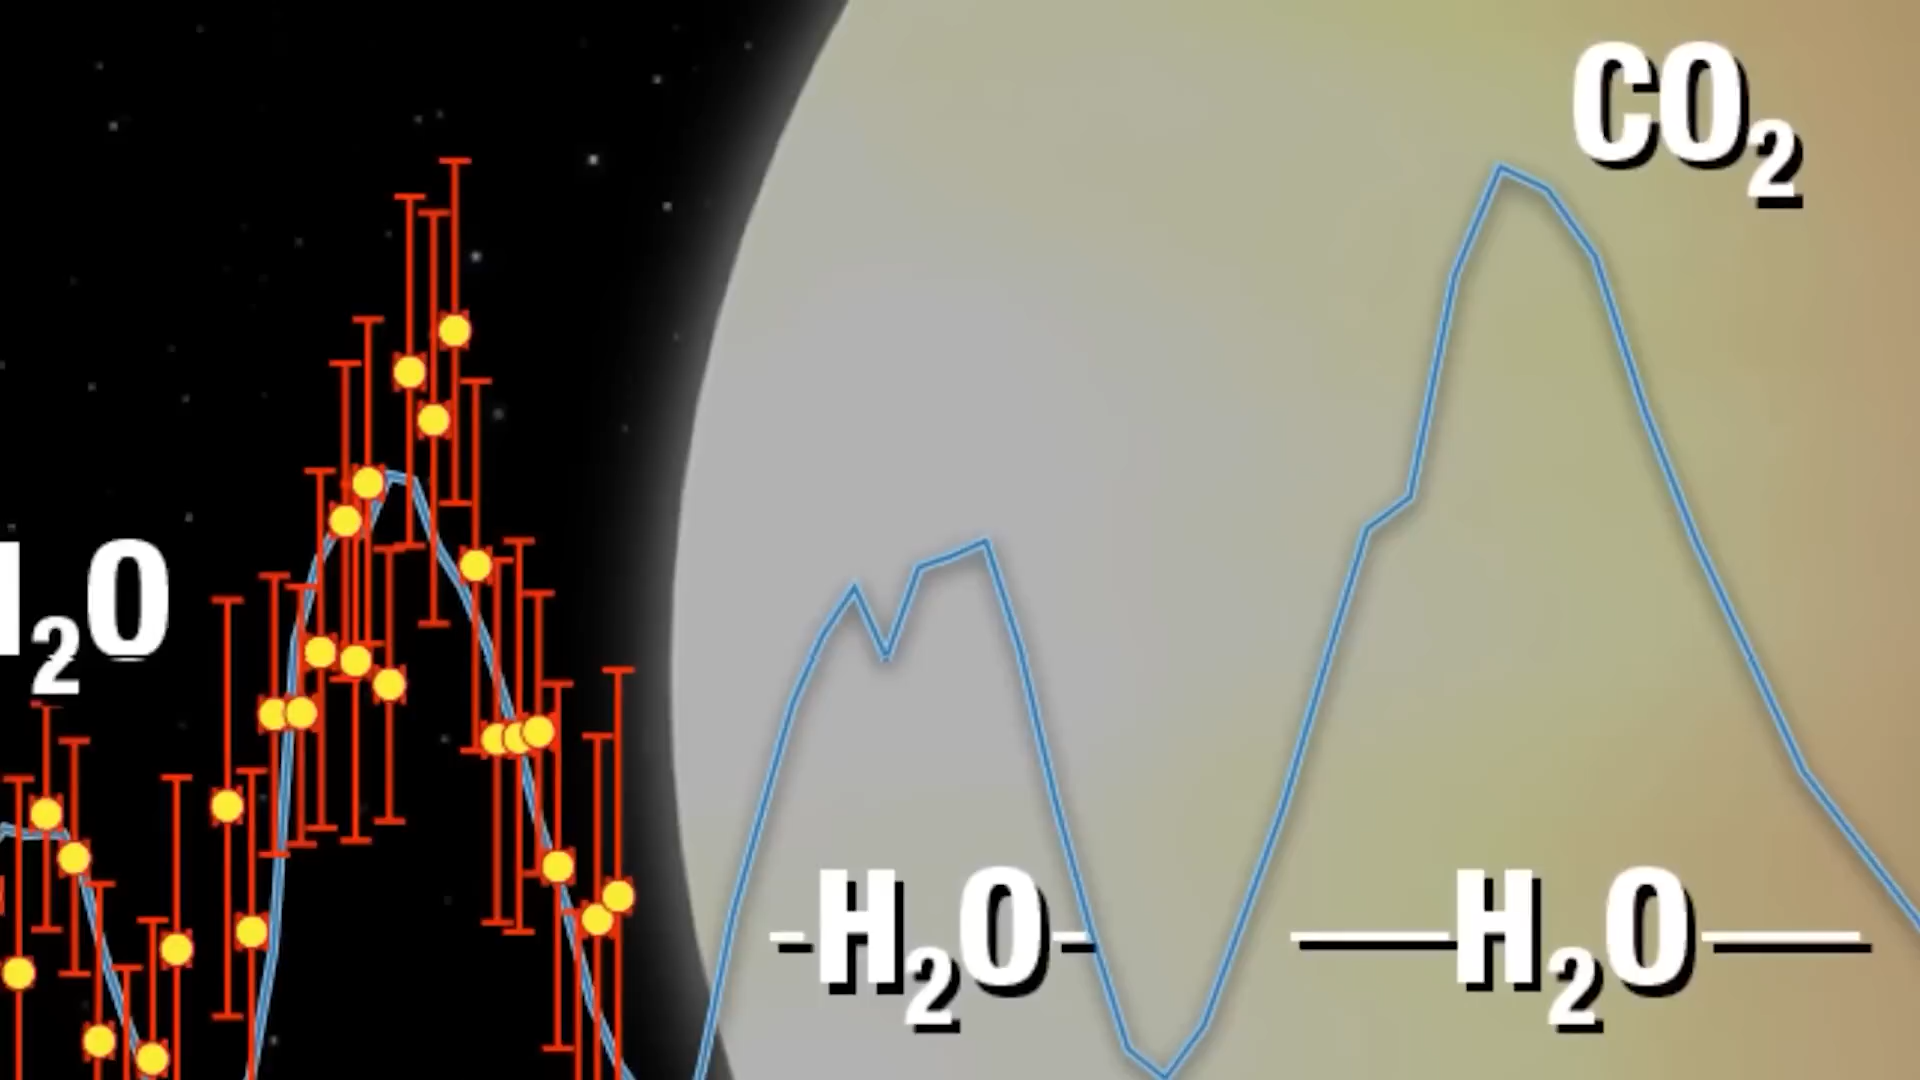 CO₂
H₂O
-H₂O-
—H₂O—